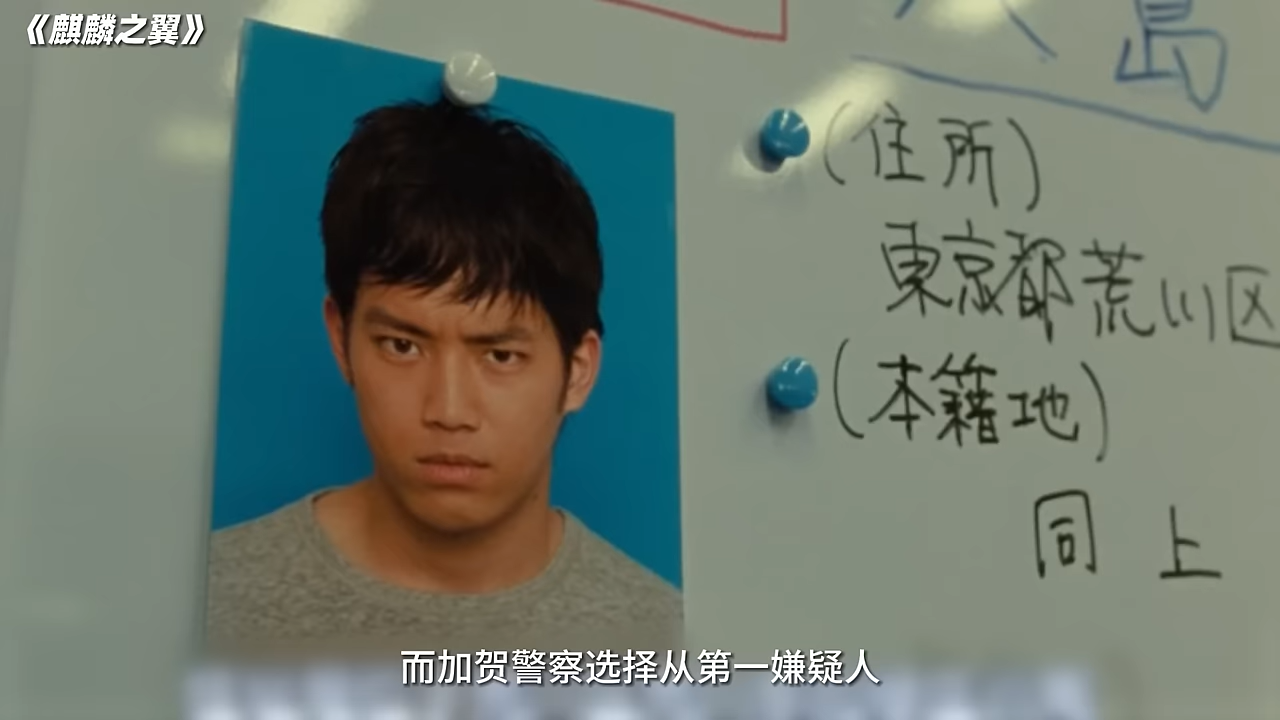 《麒麟之翼》
島
(住所)
東京都荒川区
(本籍地)
同上
而加贺警察选择从第一嫌疑人